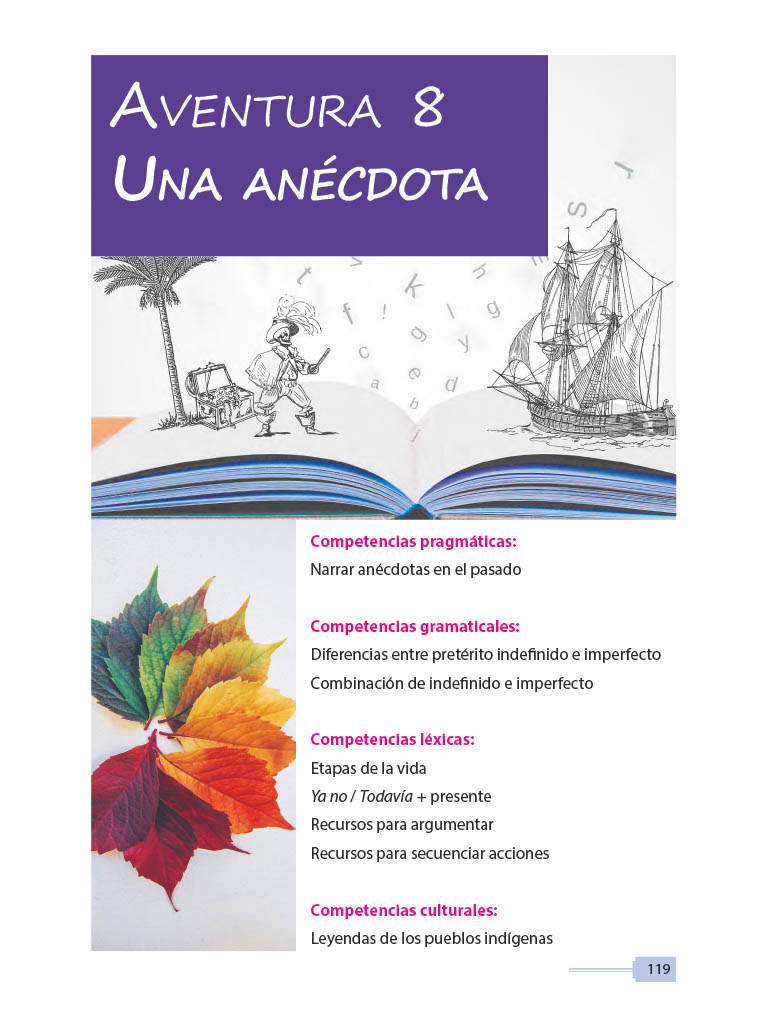 AVENTURA 8
UNA ANÉCDOTA
r
s
m
h
v
t
k
f
!
l
g
g
y
c
e
a
d
b
j
Competencias pragmáticas:
Narrar anécdotas en el pasado
Competencias gramaticales:
Diferencias entre pretérito indefinido e imperfecto
Combinación de indefinido e imperfecto
Competencias léxicas:
Etapas de la vida
Ya no / Todavía + presente
Recursos para argumentar
Recursos para secuenciar acciones
Competencias culturales:
Leyendas de los pueblos indígenas
119